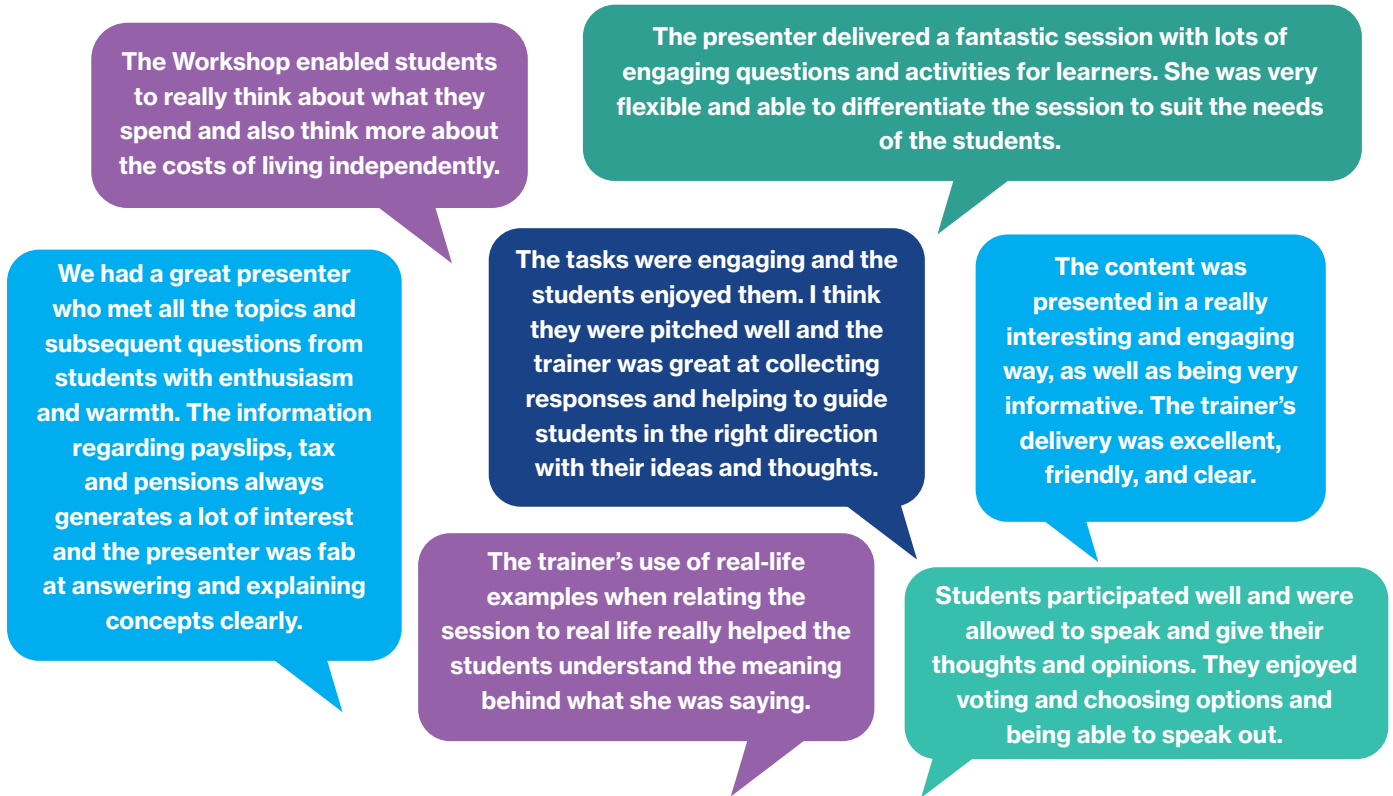 The Workshop enabled students
to really think about what they
spend and also think more about
the costs of living independently.
The presenter delivered a fantastic session with lots of
engaging questions and activities for learners. She was very
flexible and able to differentiate the session to suit the needs
of the students.
We had a great presenter
who met all the topics and
subsequent questions from
students with enthusiasm
and warmth. The information
regarding payslips, tax
and pensions always
generates a lot of interest
and the presenter was fab
at answering and explaining
concepts clearly.
The tasks were engaging and the
students enjoyed them. I think
they were pitched well and the
trainer was great at collecting
responses and helping to guide
students in the right direction
with their ideas and thoughts.
The content was
presented in a really
interesting and engaging
way, as well as being very
informative. The trainer’s
delivery was excellent,
friendly, and clear.
The trainer’s use of real-life
examples when relating the
session to real life really helped the
students understand the meaning
behind what she was saying.
Students participated well and were
allowed to speak and give their
thoughts and opinions. They enjoyed
voting and choosing options and
being able to speak out.